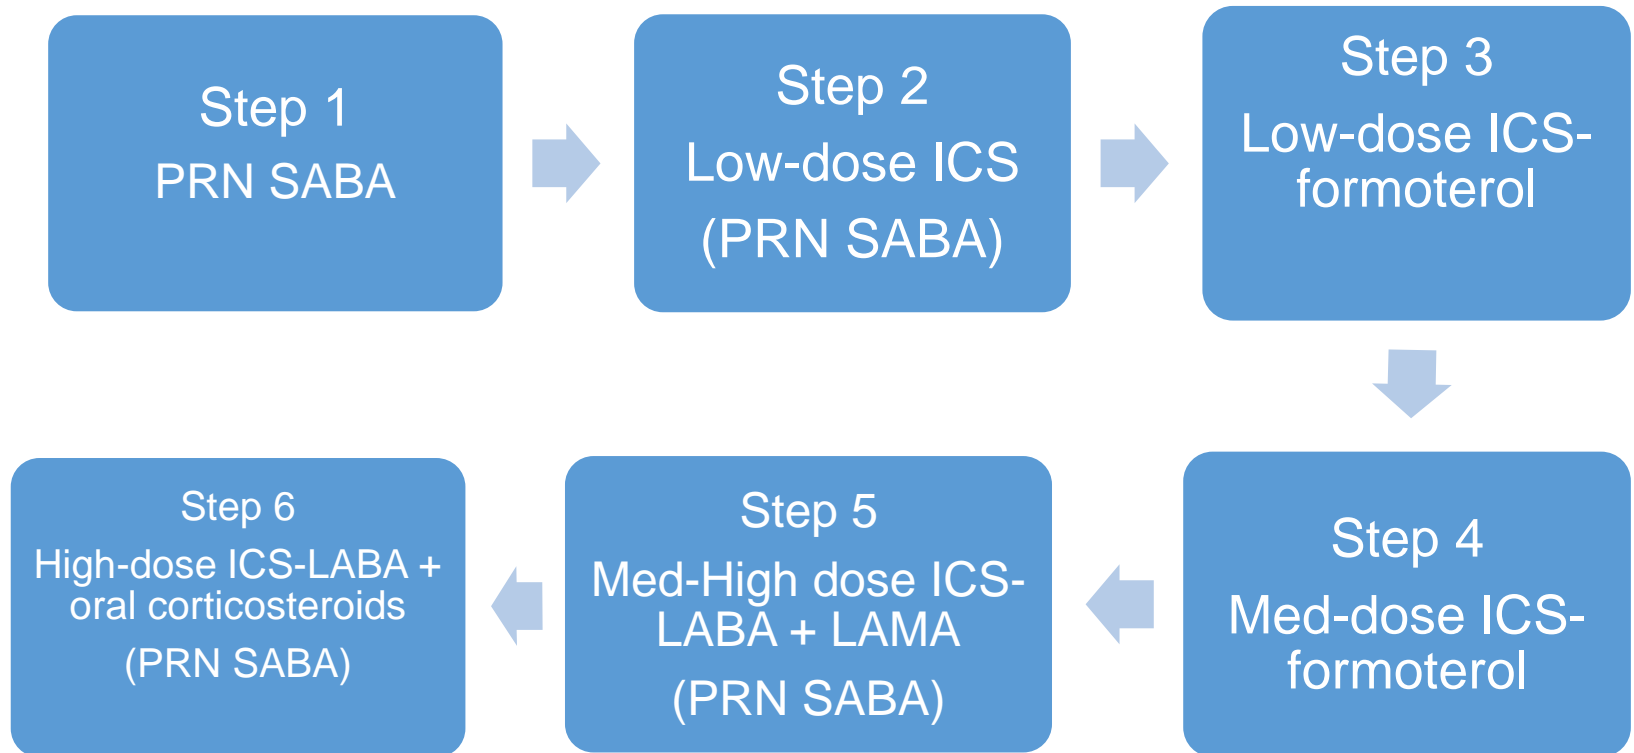 Step 1
PRN SABA
Step 2
Low-dose ICS
(PRN SABA)
Step 3
Low-dose ICS-
formoterol
Step 4
Med-dose ICS-
formoterol
Step 5
Med-High dose ICS-
LABA + LAMA
(PRN SABA)
Step 6
High-dose ICS-LABA +
oral corticosteroids
(PRN SABA)